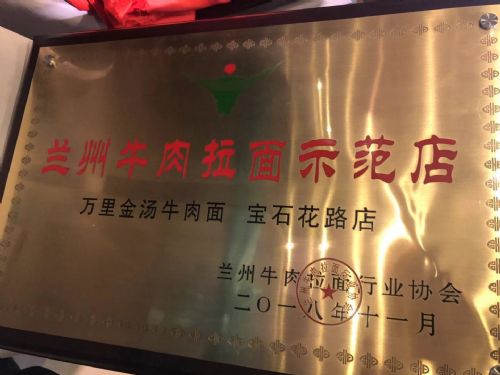 兰州牛肉拉面示范店
万里金汤牛肉面 宝石花路店
兰州牛肉拉面行业协会
二〇一八年十一月